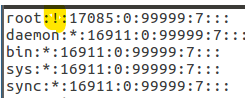 root:!:17085:0:99999:7:::
daemon:*:16911:0:99999:7:::
bin:*:16911:0:99999:7:::
sys:*:16911:0:99999:7:::
sync:*:16911:0:99999:7:::